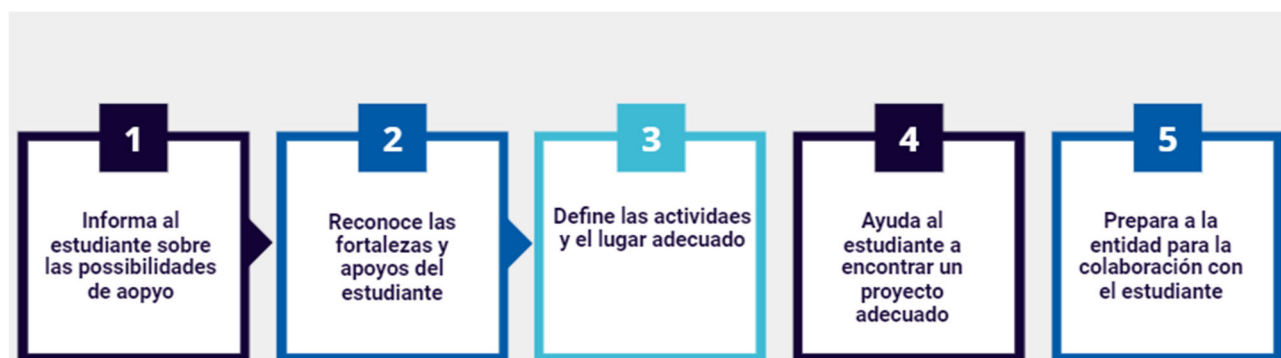 1
Informa al
estudiante sobre
las possibilidades
de aopyo
2
Reconoce las
fortalezas y
apoyos del
estudiante
3
Define las actividaes
y el lugar adecuado
4
Ayuda al
estudiante a
encontrar un
proyecto
adecuado
5
Prepara a la
entidad para la
colaboración con
el estudiante